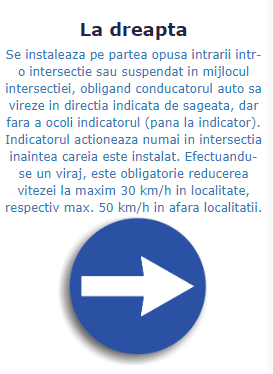 La dreapta
Se instaleaza pe partea opusa intrarii intr-
o intersectie sau suspendat in mijlocul
intersectiei, obligand conducatorul auto sa
vireze in directia indicata de sageata, dar
fara a ocoli indicatorul (pana la indicator).
Indicatorul actioneaza numai in intersectia
inaintea careia este instalat. Efectuandu-
se un viraj, este obligatorie reducerea
vitezei la maxim 30 km/h in localitate,
respectiv max. 50 km/h in afara localitatii.